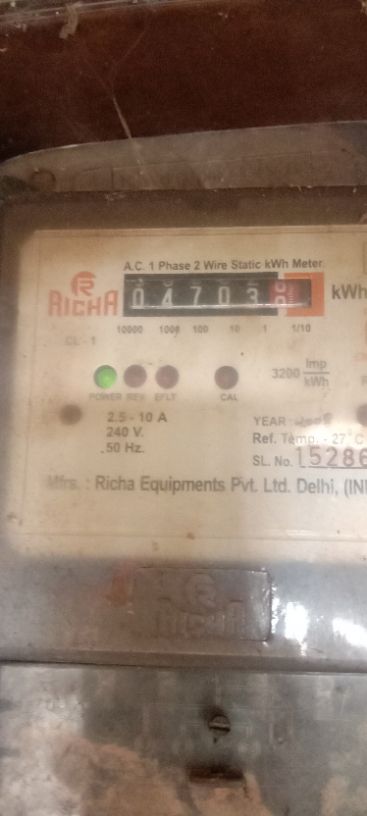 A.C. 1 Phase 2 Wire Static kWh Meter.
RICHA
04703
kWh
10000 1000 100 10 1 1/10
CL - 1
3200 Imp
kWh
POWER REV EFLT CAL
2.5 - 10 A
240 V.
50 Hz.
YEAR
Ref. Temp. - 27°C
SL. No. 15286
Mfrs. : Richa Equipments Pvt. Ltd. Delhi, (IN
RICHA